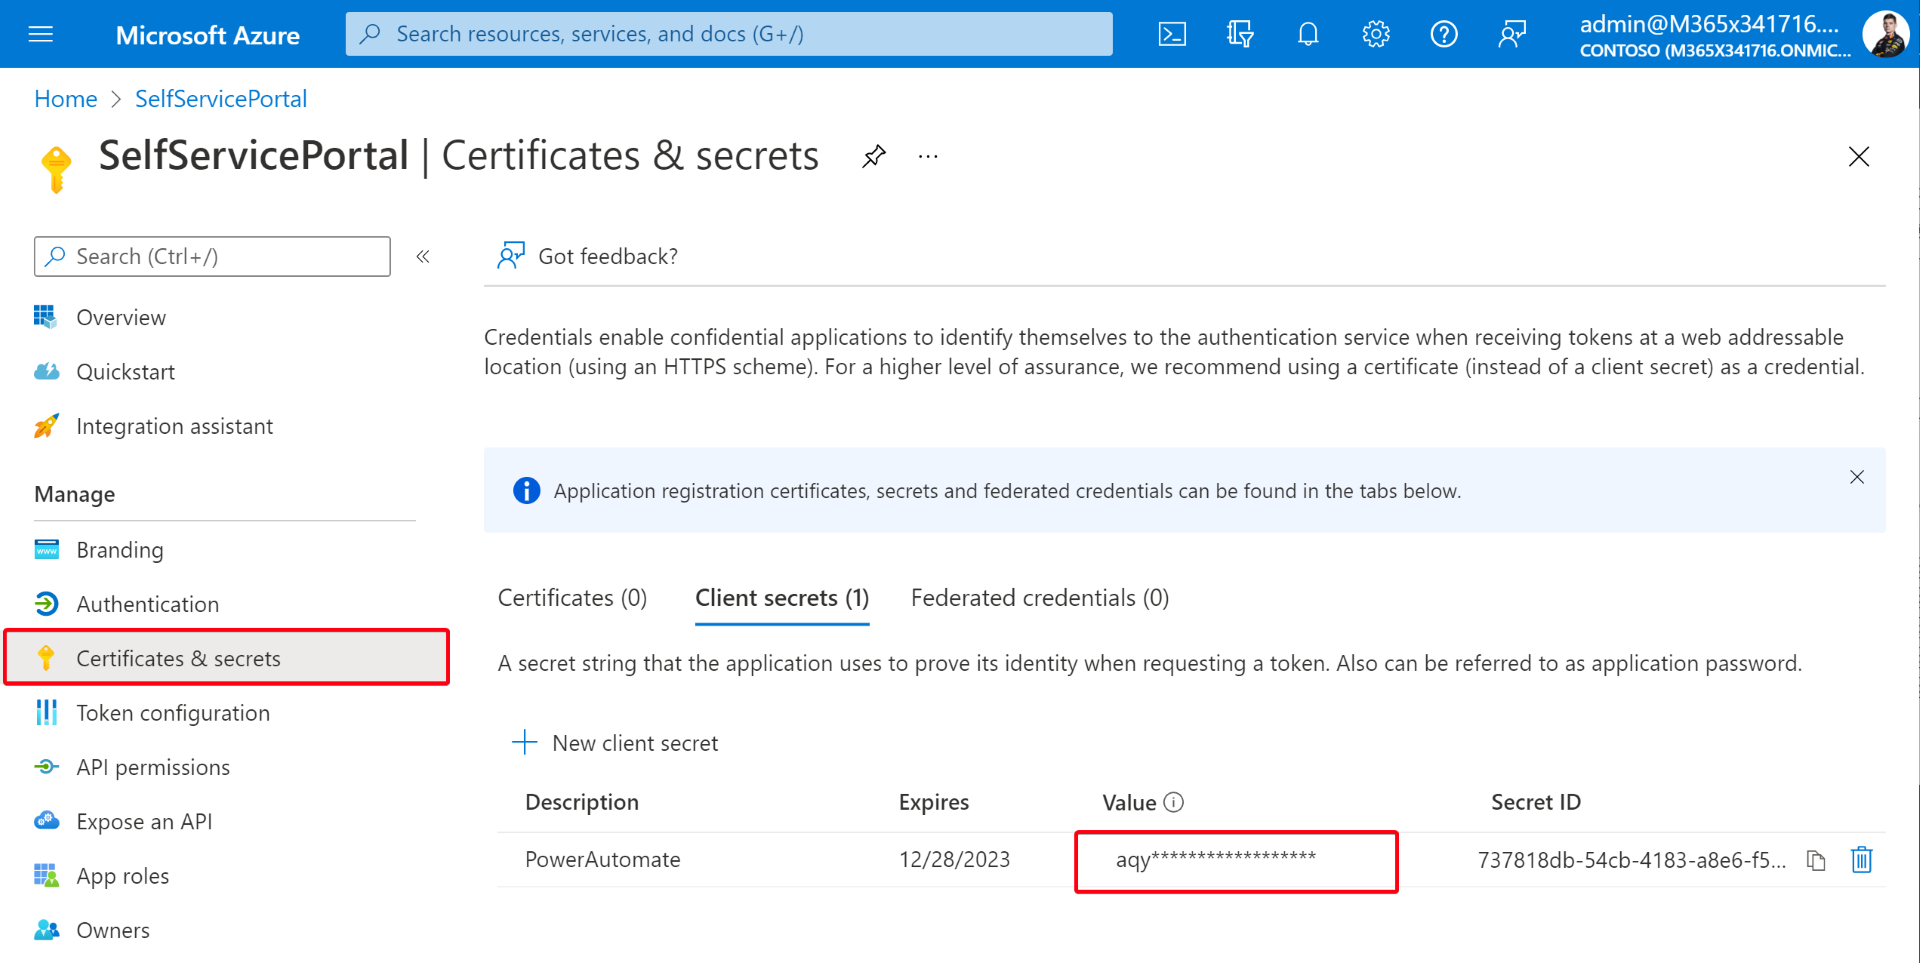 Microsoft Azure
Search resources, services, and docs (G+/)
admin@M365x341716....
CONTOSO (M365X341716.ONMIC...
Home > SelfServicePortal
SelfServicePortal | Certificates & secrets
Search (Ctrl+/)
«
Got feedback?
Overview
Quickstart
Integration assistant
Manage
Branding
Authentication
Certificates & secrets
Token configuration
API permissions
Expose an API
App roles
Owners
Credentials enable confidential applications to identify themselves to the authentication service when receiving tokens at a web addressable
location (using an HTTPS scheme). For a higher level of assurance, we recommend using a certificate (instead of a client secret) as a credential.
Application registration certificates, secrets and federated credentials can be found in the tabs below.
Certificates (0) Client secrets (1) Federated credentials (0)
A secret string that the application uses to prove its identity when requesting a token. Also can be referred to as application password.
New client secret
Description Expires Value Secret ID
PowerAutomate 12/28/2023 aqy****************** 737818db-54cb-4183-a8e6-f5...